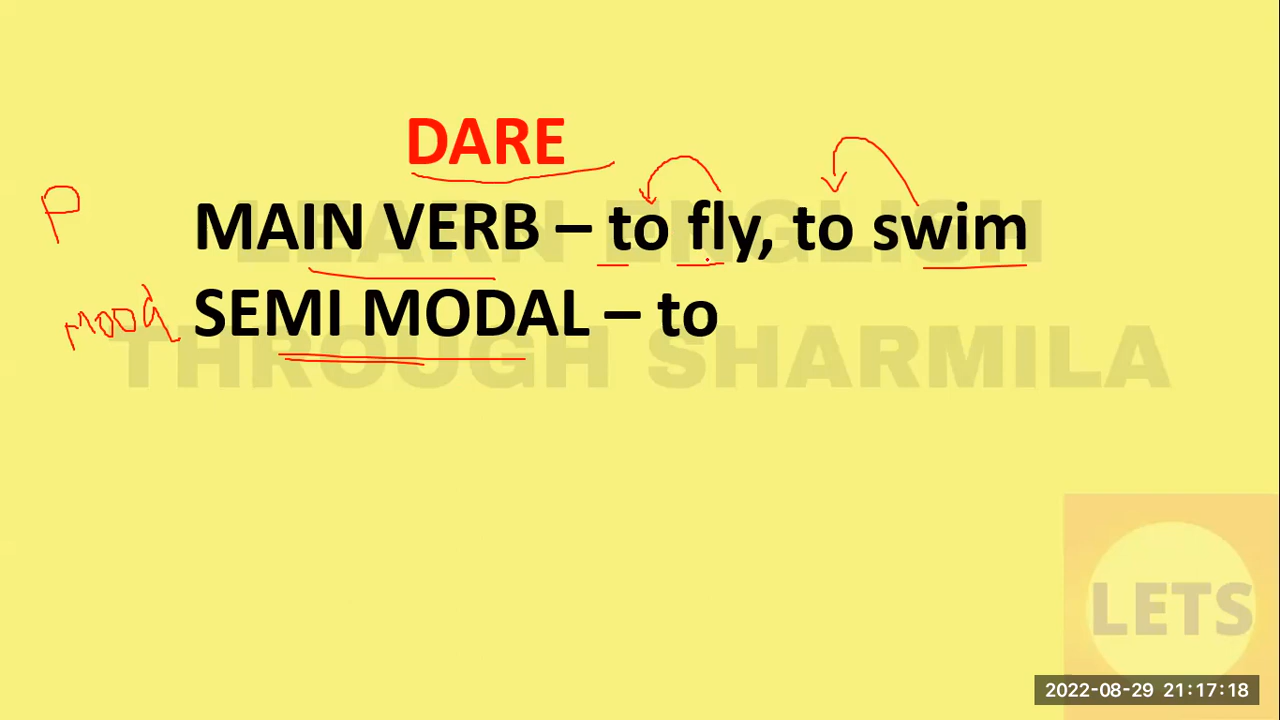 DARE
P
MAIN VERB – to fly, to swim
LEARN ENGLISH
mood
SEMI MODAL – to
THROUGH SHARMILA
LETS
2022-08-29 21:17:18